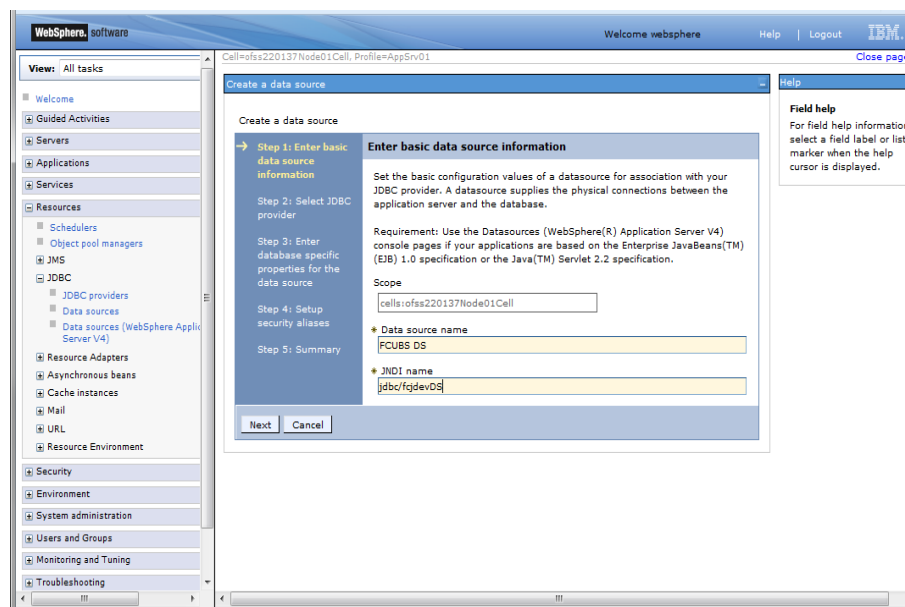 WebSphere. software
Welcome websphere
Help | Logout
IBM.
View: All tasks
Cell=ofss220137Node01Cell, Profile=AppSrv01
Close page
Welcome
Guided Activities
Servers
Applications
Services
Resources
Schedulers
Object pool managers
JMS
JDBC
JDBC providers
Data sources
Data sources (WebSphere Applic
Server V4)
Resource Adapters
Asynchronous beans
Cache instances
Mail
URL
Resource Environment
Security
Environment
System administration
Users and Groups
Monitoring and Tuning
Troubleshooting
Create a data source
Create a data source
Step 1: Enter basic
data source
information
Step 2: Select JDBC
provider
Step 3: Enter
database specific
properties for the
data source
Step 4: Setup
security aliases
Step 5: Summary
Enter basic data source information
Set the basic configuration values of a datasource for association with your
JDBC provider. A datasource supplies the physical connections between the
application server and the database.
Requirement: Use the Datasources (WebSphere(R) Application Server V4)
console pages if your applications are based on the Enterprise JavaBeans(TM)
(EJB) 1.0 specification or the Java(TM) Servlet 2.2 specification.
Scope
cells:ofss220137Node01Cell
* Data source name
FCUBS DS
* JNDI name
jdbc/fcjdevDS
Next Cancel
Help
Field help
For field help information
select a field label or list
marker when the help
cursor is displayed.